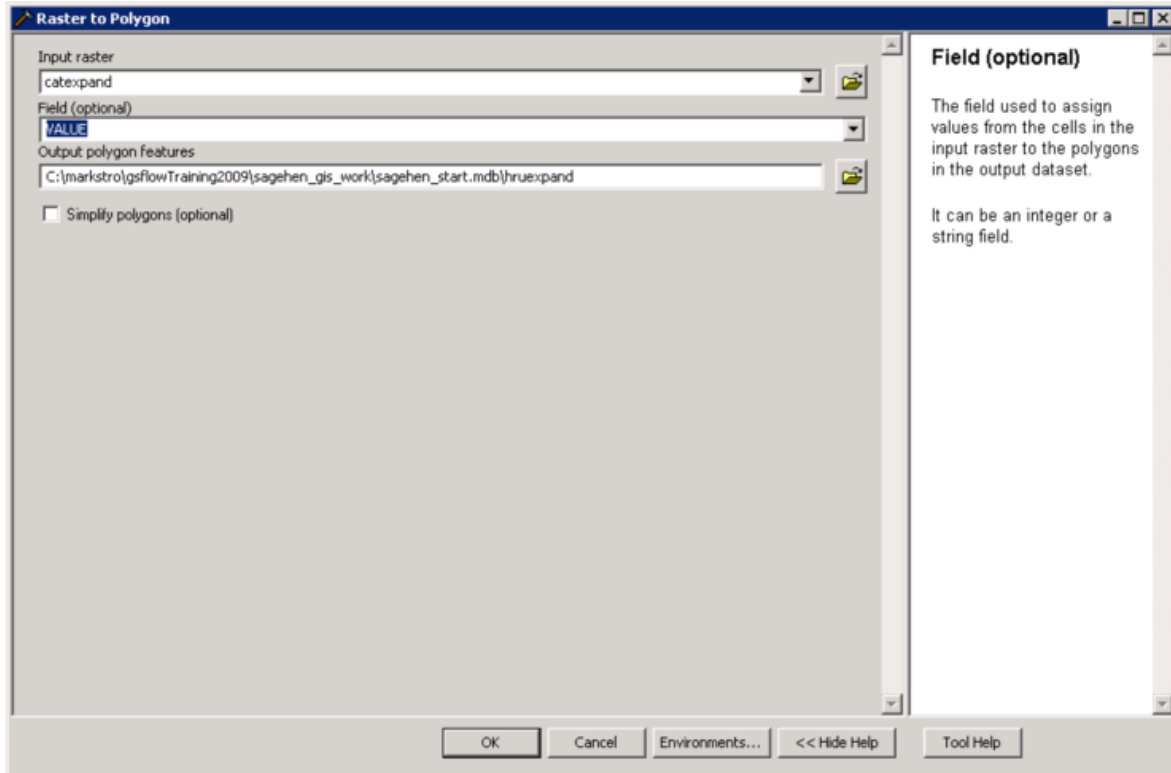 Raster to Polygon
Input raster
catexpand
Field (optional)
VALUE
Output polygon features
C:\markstro\gsflowTraining2009\sagehen_gis_work\sagehen_start.mdb\hruexpand
Simplify polygons (optional)
Field (optional)
The field used to assign
values from the cells in the
input raster to the polygons
in the output dataset.
It can be an integer or a
string field.
OK
Cancel
Environments...
<< Hide Help
Tool Help